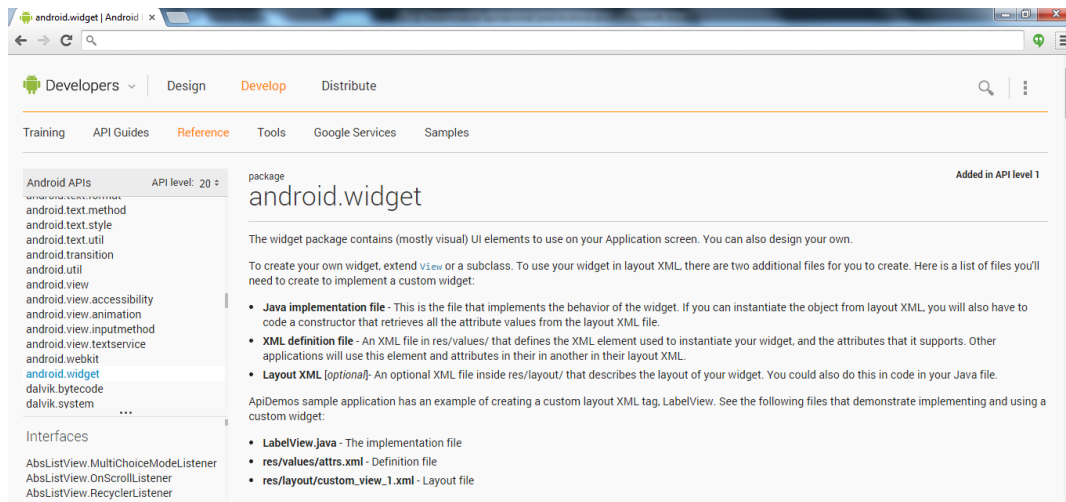 android.widget | Android
Developers Design Develop Distribute
Training API Guides Reference Tools Google Services Samples
Android APIs API level: 20
android.text.format
android.text.method
android.text.style
android.text.util
android.transition
android.util
android.view
android.view.accessibility
android.view.animation
android.view.inputmethod
android.view.textservice
android.webkit
android.widget
dalvik.bytecode
dalvik.system
Interfaces
AbsListView.MultiChoiceModeListener
AbsListView.OnScrollListener
AbsListView.RecyclerListener
package
Added in API level 1
android.widget
The widget package contains (mostly visual) UI elements to use on your Application screen. You can also design your own.
To create your own widget, extend View or a subclass. To use your widget in layout XML, there are two additional files for you to create. Here is a list of files you'll
need to create to implement a custom widget:
• Java implementation file - This is the file that implements the behavior of the widget. If you can instantiate the object from layout XML, you will also have to
code a constructor that retrieves all the attribute values from the layout XML file.
• XML definition file - An XML file in res/values/ that defines the XML element used to instantiate your widget, and the attributes that it supports. Other
applications will use this element and attributes in their in another in their layout XML.
• Layout XML [optional]- An optional XML file inside res/layout/ that describes the layout of your widget. You could also do this in code in your Java file.
ApiDemos sample application has an example of creating a custom layout XML tag, LabelView. See the following files that demonstrate implementing and using a
custom widget:
• LabelView.java - The implementation file
• res/values/attrs.xml - Definition file
• res/layout/custom_view_1.xml - Layout file